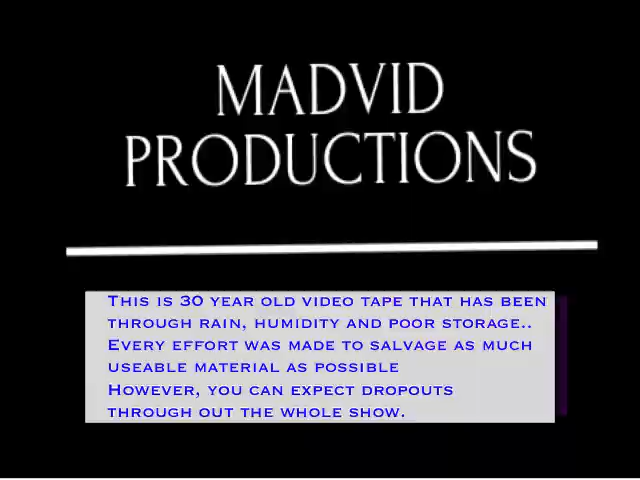 MADVID
PRODUCTIONS
This is 30 year old video tape that has been
through rain, humidity and poor storage..
Every effort was made to salvage as much
useable material as possible
However, you can expect dropouts
through out the whole show.